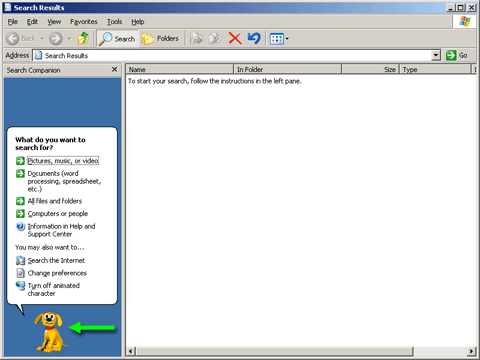 Search Results
File Edit View Favorites Tools Help
Back Search Folders
Address Search Results Go
Search Companion
Name In Folder Size Type
To start your search, follow the instructions in the left pane.
What do you want to
search for?
Pictures, music, or video
Documents (word
processing, spreadsheet,
etc.)
All files and folders
Computers or people
Information in Help and
Support Center
You may also want to...
Search the Internet
Change preferences
Turn off animated
character